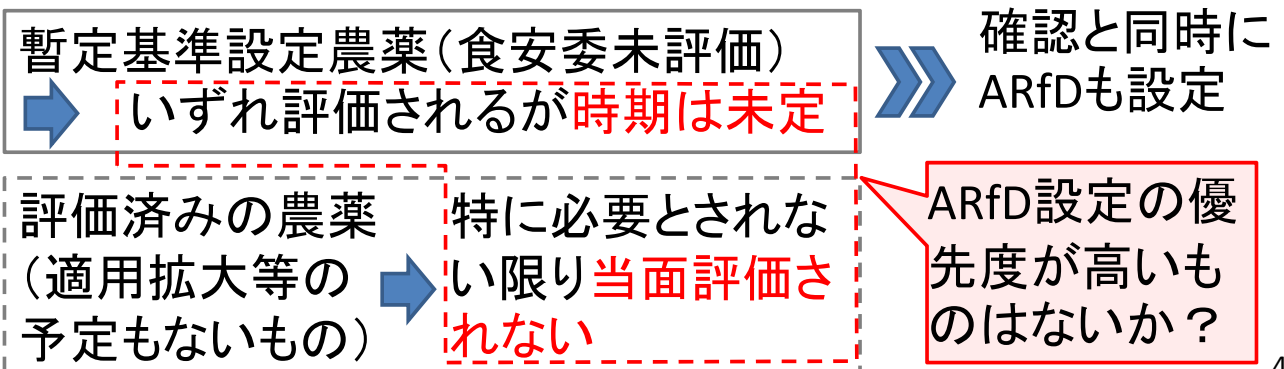 暫定基準設定農薬（食安委未評価）
いずれ評価されるが時期は未定
確認と同時に
ARfDも設定
評価済みの農薬
（適用拡大等の
予定もないもの）
特に必要とされな
い限り当面評価さ
れない
ARfD設定の優
先度が高いも
のはないか？
4